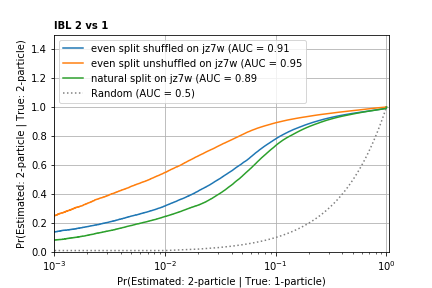 IBL 2 vs 1
Pr(Estimated: 2-particle | True: 2-particle)
1.4
1.2
1.0
0.8
0.6
0.4
0.2
0.0
even split shuffled on jz7w (AUC = 0.91
even split unshuffled on jz7w (AUC = 0.95
natural split on jz7w (AUC = 0.89
Random (AUC = 0.5)
10⁻³ 10⁻² 10⁻¹ 10⁰
Pr(Estimated: 2-particle | True: 1-particle)